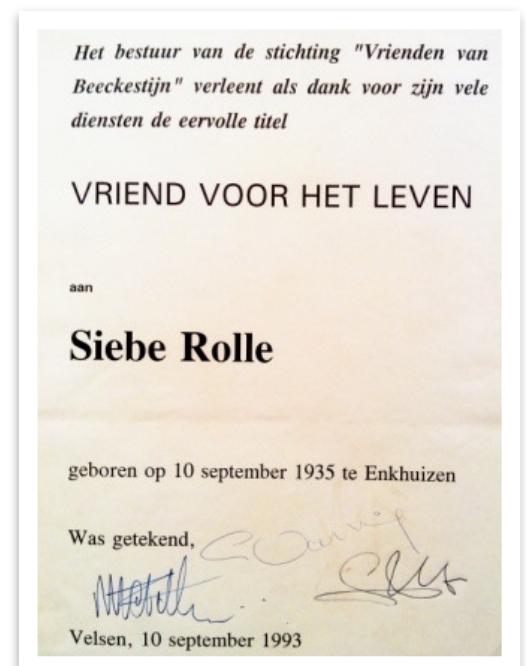 Het bestuur van de stichting "Vrienden van
Beeckestijn" verleent als dank voor zijn vele
diensten de eervolle titel
VRIEND VOOR HET LEVEN
aan
Siebe Rolle
geboren op 10 september 1935 te Enkhuizen
Was getekend,
Velsen, 10 september 1993